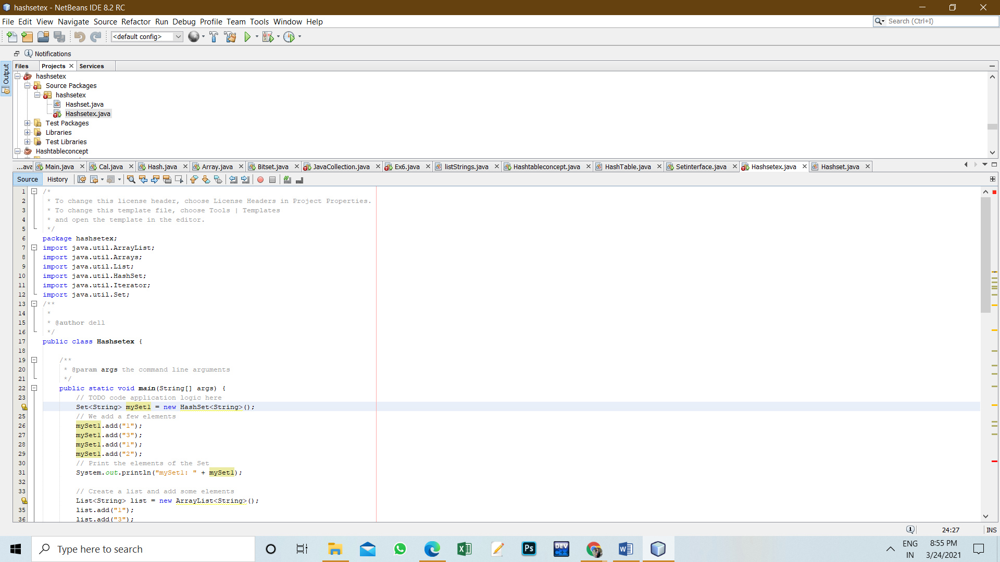 hashsetex - NetBeans IDE 8.2 RC
File Edit View Navigate Source Refactor Run Debug Profile Team Tools Window Help
Search (Ctrl+I)
<default config>
Notifications
Output
Files Projects Services
hashsetex
Source Packages
hashsetex
Hashset.java
Hashsetex.java
Test Packages
Libraries
Test Libraries
Hashtableconcept
...ava Main.java Cal.java Hash.java Array.java Bitset.java JavaCollection.java Ex6.java listStrings.java Hashtableconcept.java HashTable.java Setinterface.java Hashsetex.java Hashset.java
Source History
1 /*
2 * To change this license header, choose License Headers in Project Properties.
3 * To change this template file, choose Tools | Templates
4 * and open the template in the editor.
5 */
6 package hashsetex;
7 import java.util.ArrayList;
8 import java.util.Arrays;
9 import java.util.List;
10 import java.util.HashSet;
11 import java.util.Iterator;
12 import java.util.Set;
13 /**
14 *
15 * @author dell
16 */
17 public class Hashsetex {
18
19 /**
20 * @param args the command line arguments
21 */
22 public static void main(String[] args) {
23 // TODO code application logic here
Set<String> mySet1 = new HashSet<String>();
25 // We add a few elements
26 mySet1.add("1");
27 mySet1.add("3");
28 mySet1.add("1");
29 mySet1.add("2");
30 // Print the elements of the Set
31 System.out.println("mySet1: " + mySet1);
32
33 // Create a list and add some elements
List<String> list = new ArrayList<String>();
35 list.add("1");
36 list.add("3");
24:27 INS
Type here to search
Ps
DEV C++
ENG
IN
8:55 PM
3/24/2021